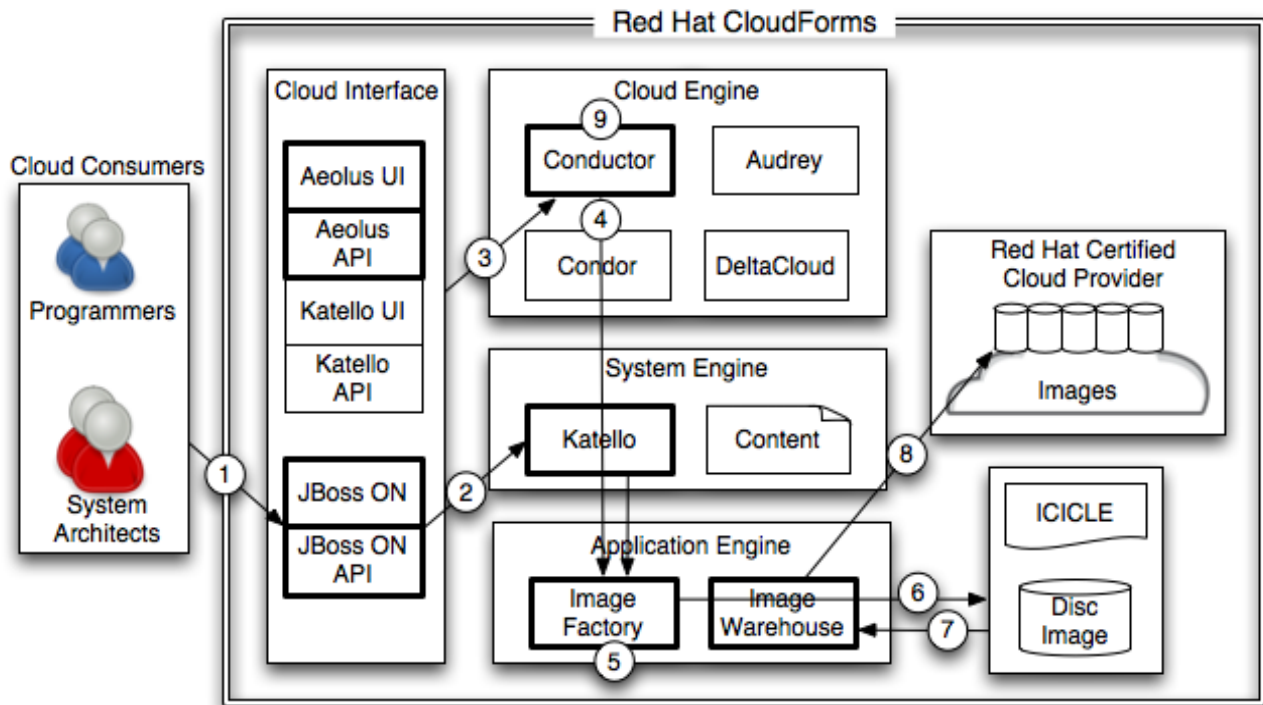 Red Hat CloudForms
Cloud Consumers
Programmers
System
Architects
1
Cloud Interface
Aeolus UI
Aeolus
API
Katello UI
Katello
API
JBoss ON
JBoss ON
API
2
3
Cloud Engine
9
Conductor
Audrey
4
Condor
DeltaCloud
System Engine
Katello
Content
Application Engine
Image
Factory
5
Image
Warehouse
6
7
8
Red Hat Certified
Cloud Provider
Images
ICICLE
Disc
Image